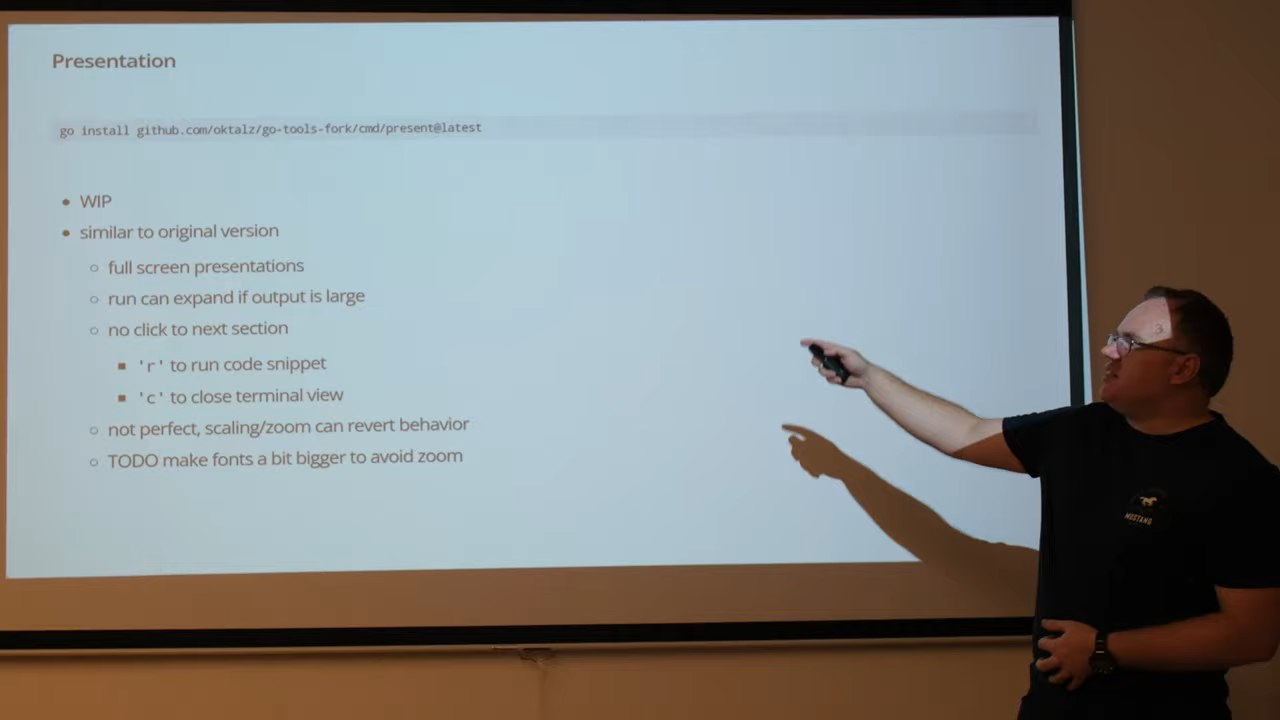 Presentation
go install github.com/oktalz/go-tools-fork/cmd/present@latest
• WIP
• similar to original version
○ full screen presentations
○ run can expand if output is large
○ no click to next section
▪ 'r' to run code snippet
▪ 'c' to close terminal view
○ not perfect, scaling/zoom can revert behavior
○ TODO make fonts a bit bigger to avoid zoom
3
MUSTANG